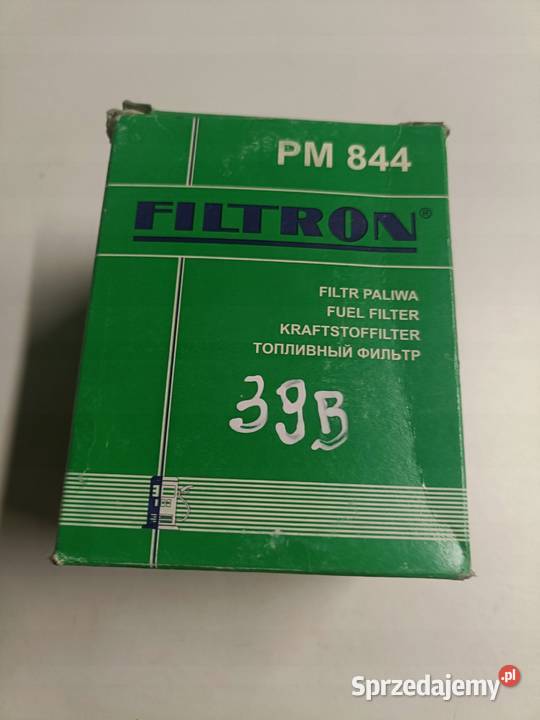 PM 844
FILTRON®
FILTR PALIWA
FUEL FILTER
KRAFTSTOFFILTER
ТОПЛИВНЫЙ ФИЛЬТР
39B
Sprzedajemy.pl